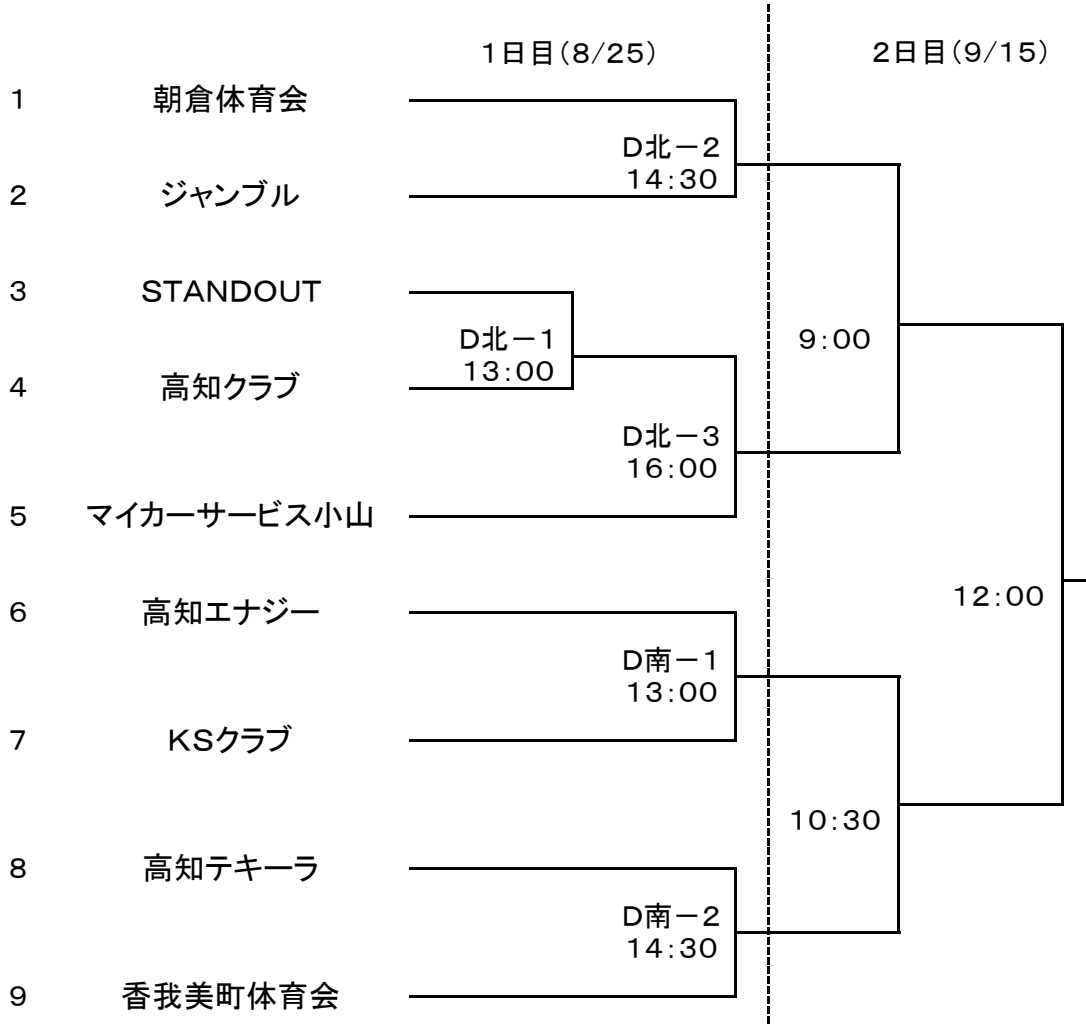 1日目(8/25)
2日目(9/15)
1 朝倉体育会
D北－2
14:30
2 ジャンブル
3 STANDOUT
D北－1
13:00
9:00
4 高知クラブ
D北－3
16:00
5 マイカーサービス小山
12:00
6 高知エナジー
D南－1
13:00
7 KSクラブ
10:30
8 高知テキーラ
D南－2
14:30
9 香我美町体育会